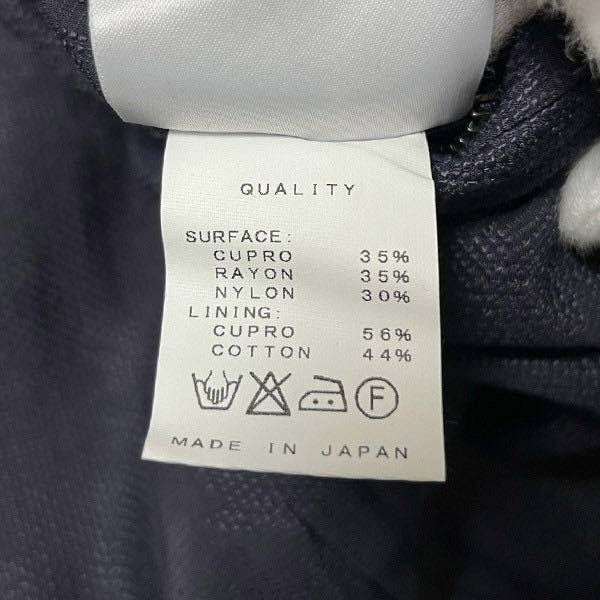 QUALITY
SURFACE:
CUPRO 35%
RAYON 35%
NYLON 30%
LINING:
CUPRO 56%
COTTON 44%
F
MADE IN JAPAN